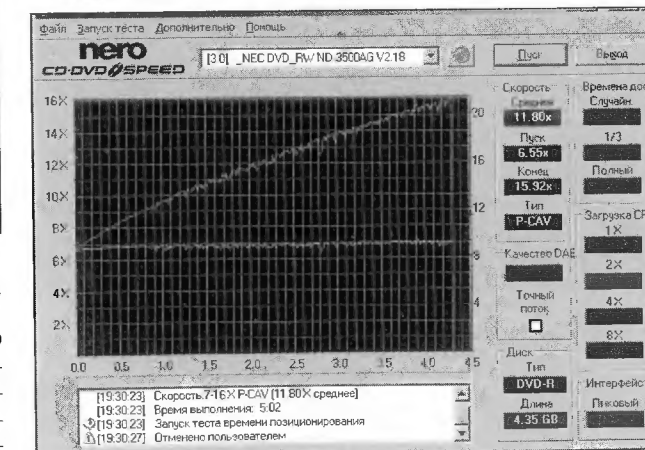 Файл Запуск теста Дополнительно Помощь
nero
CD·DVD SPEED
[3:0] _NEC DVD_RW ND-3500AG V2.18
Пуск
Выход
Скорость
Средняя
11.80x
Пуск
6.55x
Конец
15.92x
Тип
P-CAV
Времена дос
Случайн.
1/3
Полный
Качество DAE
Точный
поток
Загрузка CP
1X
2X
4X
8X
Диск
Тип
DVD-R
Длина
4.35 GB
Интерфейс
Пиковый
16X
14X
12X
10X
8X
6X
4X
2X
20
16
12
8
4
0.0 0.5 1.0 1.5 2.0 2.5 3.0 3.5 4.0 4.5
[19:30:23] Скорость:7-16 X P-CAV (11.80 X среднее)
[19:30:23] Время выполнения: 5:02
[19:30:23] Запуск теста времени позиционирования
[19:30:27] Отменено пользователем